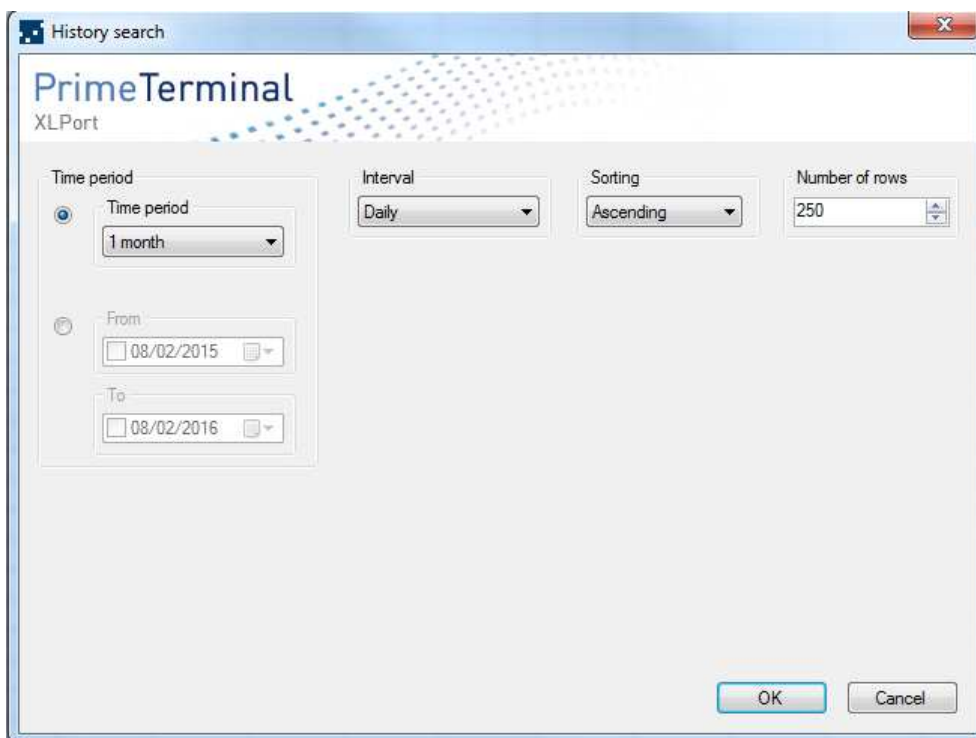 History search
PrimeTerminal
XLPort
Time period
Interval
Sorting
Number of rows
Time period
Daily
Ascending
250
1 month
From
08/02/2015
To
08/02/2016
OK
Cancel